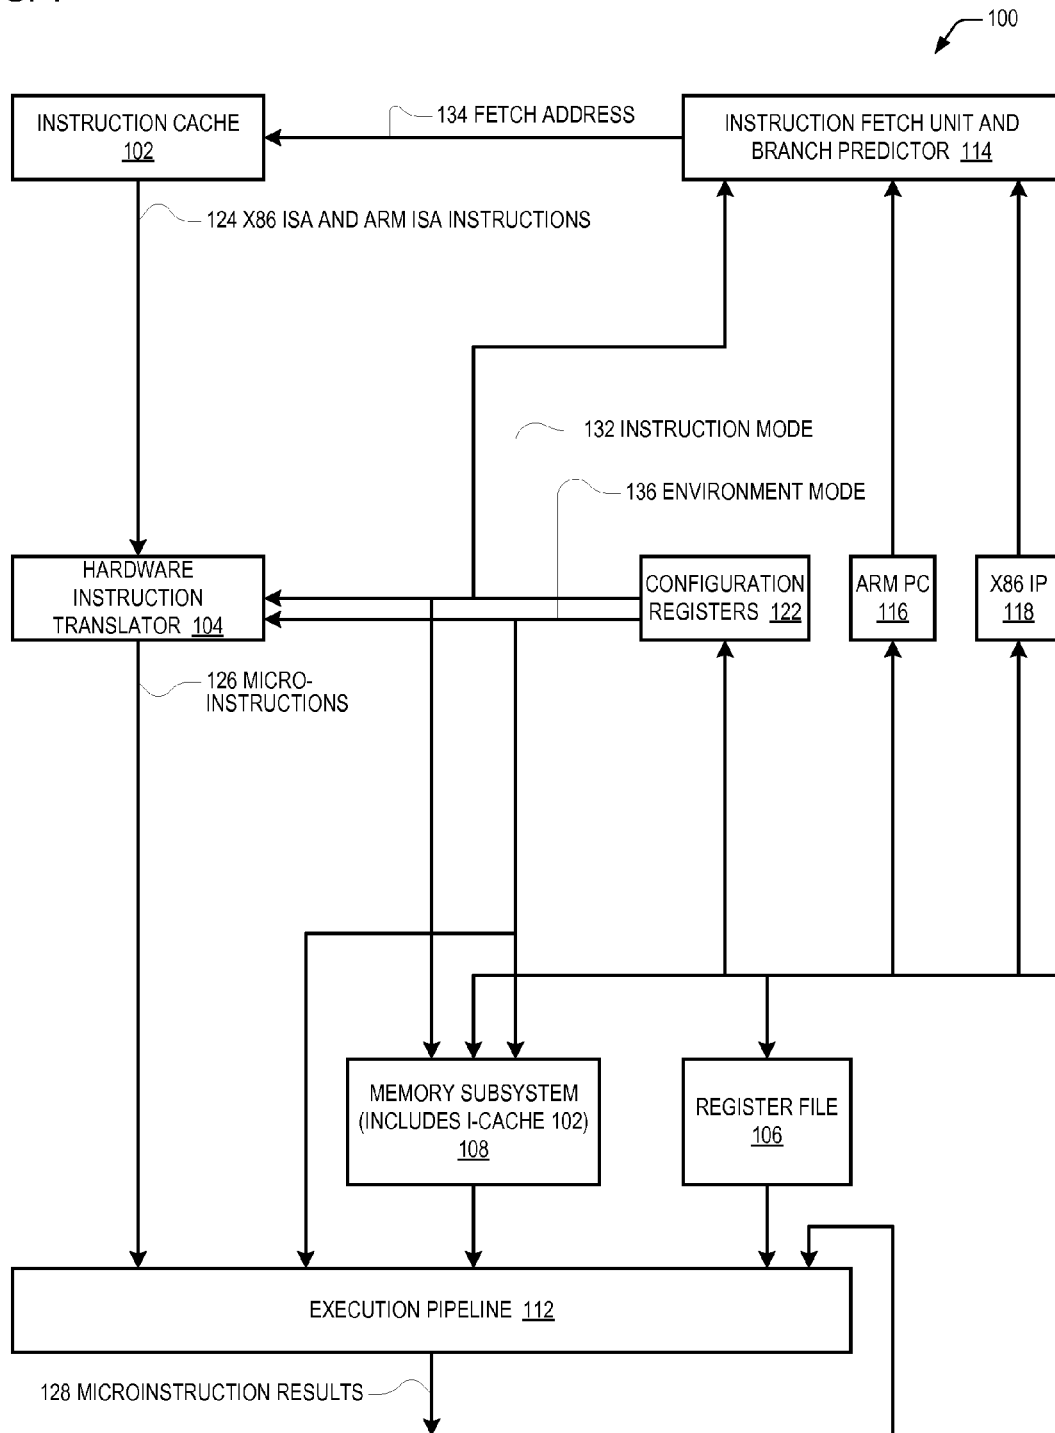 100
INSTRUCTION CACHE
102
134 FETCH ADDRESS
INSTRUCTION FETCH UNIT AND
BRANCH PREDICTOR 114
124 X86 ISA AND ARM ISA INSTRUCTIONS
132 INSTRUCTION MODE
136 ENVIRONMENT MODE
HARDWARE
INSTRUCTION
TRANSLATOR 104
CONFIGURATION
REGISTERS 122
ARM PC
116
X86 IP
118
126 MICRO-
INSTRUCTIONS
MEMORY SUBSYSTEM
(INCLUDES I-CACHE 102)
108
REGISTER FILE
106
EXECUTION PIPELINE 112
128 MICROINSTRUCTION RESULTS